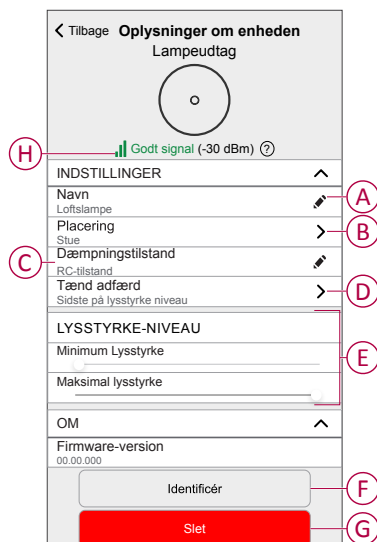 Tilbage Oplysninger om enheden
Lampeudtag
H
Godt signal (-30 dBm) ?
INDSTILLINGER
Navn
Loftslampe
A
Placering
Stue
B
C
Dæmpningstilstand
RC-tilstand
Tænd adfærd
Sidste på lysstyrke niveau
D
LYSSTYRKE-NIVEAU
Minimum Lysstyrke
Maksimal lysstyrke
E
OM
Firmware-version
00.00.000
Identificér
F
Slet
G